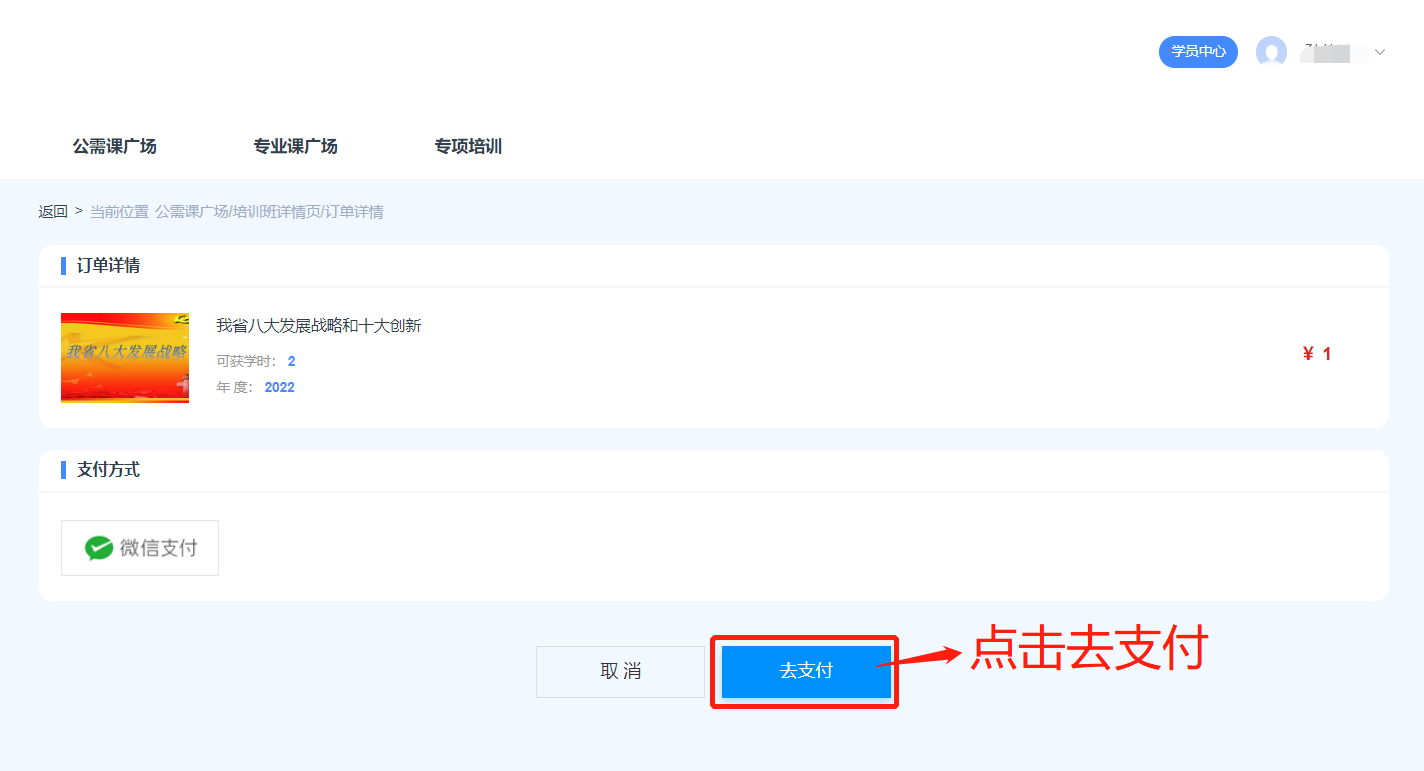 学员中心
公需课广场 专业课广场 专项培训
返回 > 当前位置 公需课广场/培训班详情页/订单详情
订单详情
我省八大发展战略
我省八大发展战略和十大创新
可获学时： 2
年 度： 2022
¥ 1
支付方式
微信支付
取 消
去支付
点击去支付